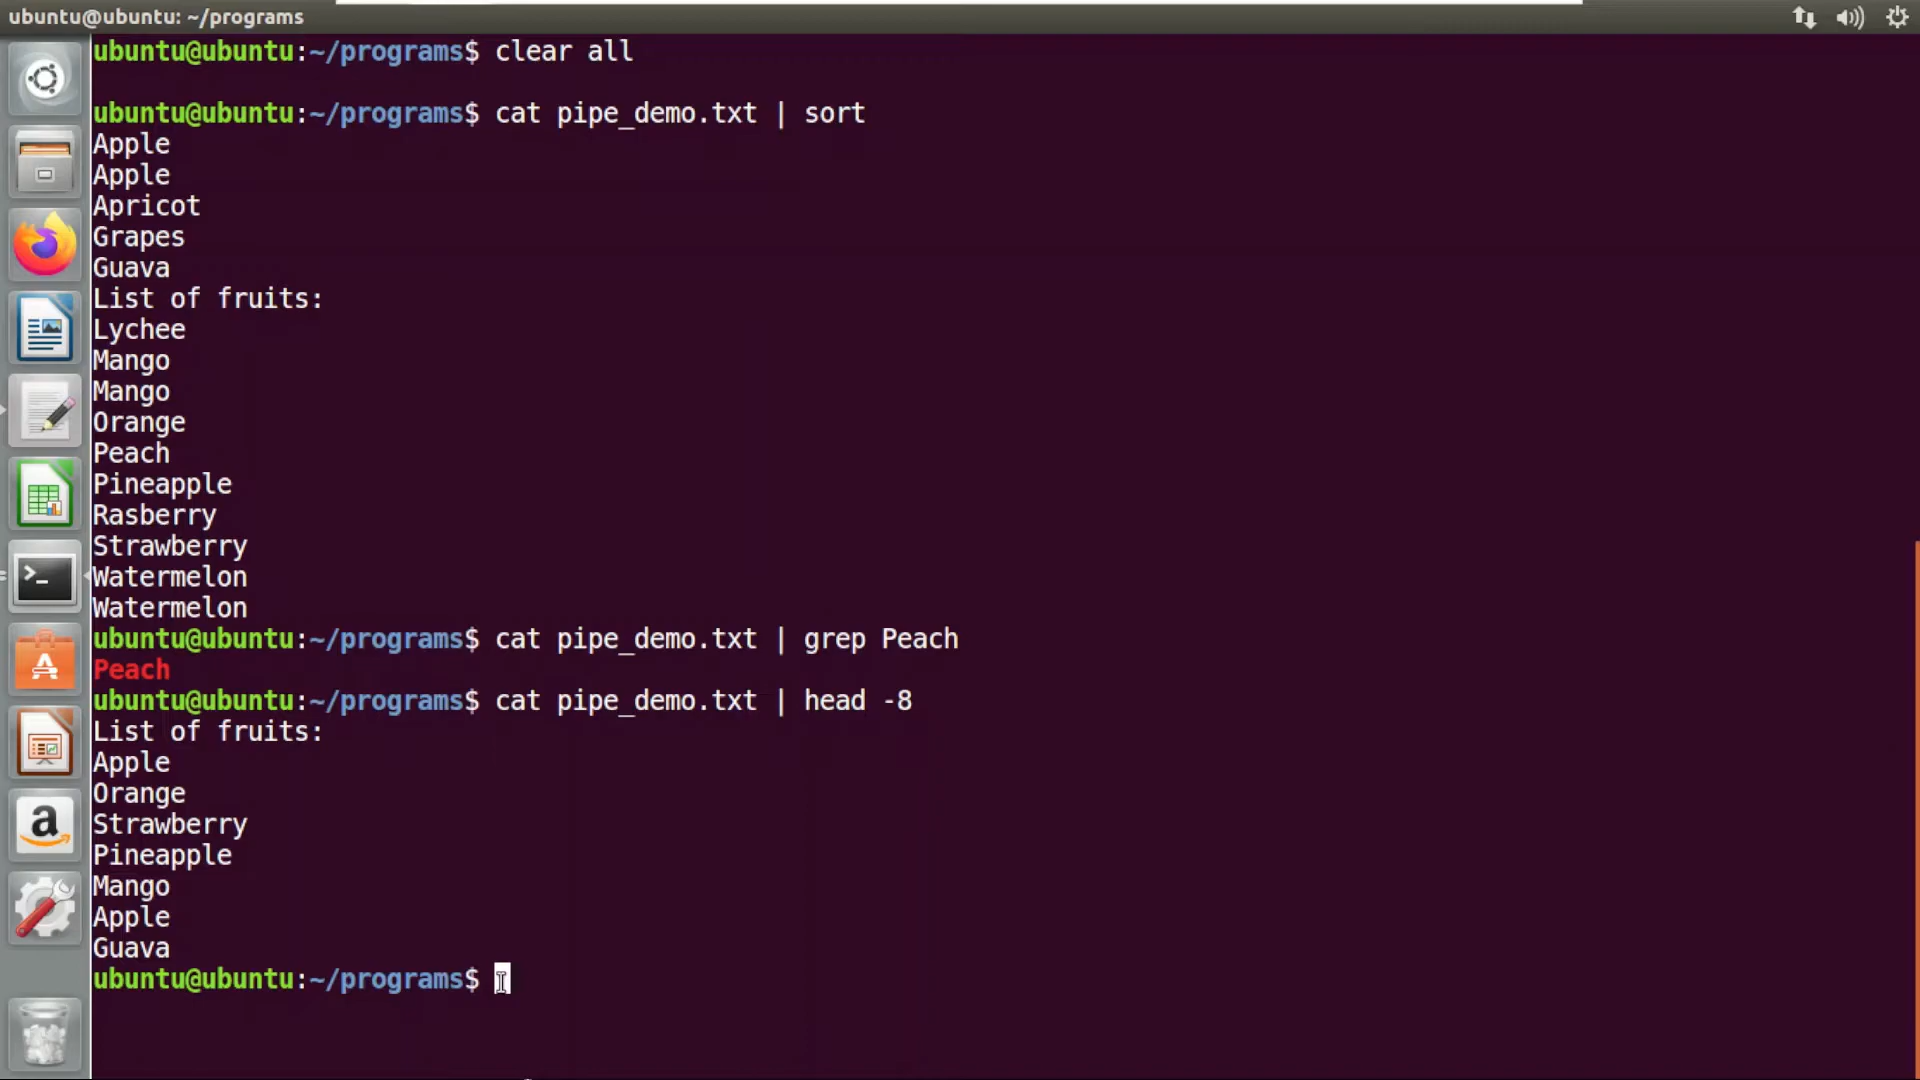 ubuntu@ubuntu: ~/programs
ubuntu@ubuntu:~/programs$ clear all
ubuntu@ubuntu:~/programs$ cat pipe_demo.txt | sort
Apple
Apple
Apricot
Grapes
Guava
List of fruits:
Lychee
Mango
Mango
Orange
Peach
Pineapple
Rasberry
Strawberry
Watermelon
Watermelon
ubuntu@ubuntu:~/programs$ cat pipe_demo.txt | grep Peach
Peach
ubuntu@ubuntu:~/programs$ cat pipe_demo.txt | head -8
List of fruits:
Apple
Orange
Strawberry
Pineapple
Mango
Apple
Guava
ubuntu@ubuntu:~/programs$